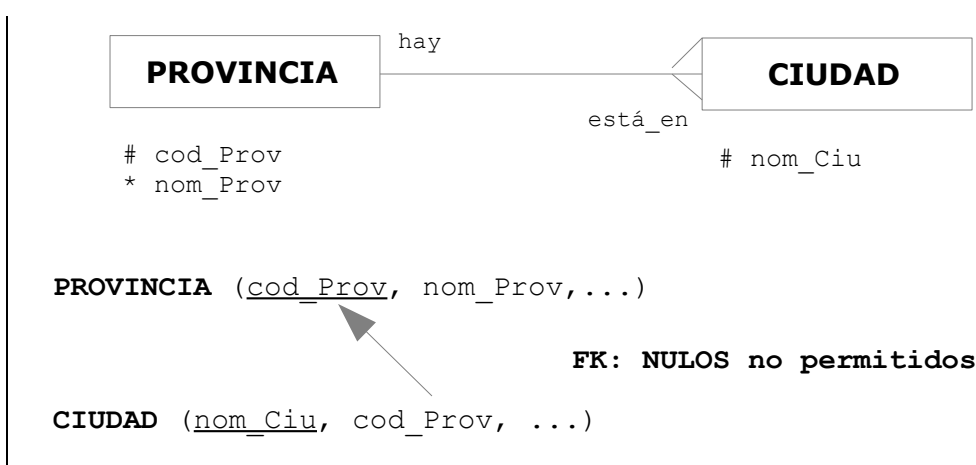 hay
PROVINCIA
CIUDAD
está_en
# cod_Prov
* nom_Prov
# nom_Ciu
PROVINCIA (cod_Prov, nom_Prov,...)
FK: NULOS no permitidos
CIUDAD (nom_Ciu, cod_Prov, ...)